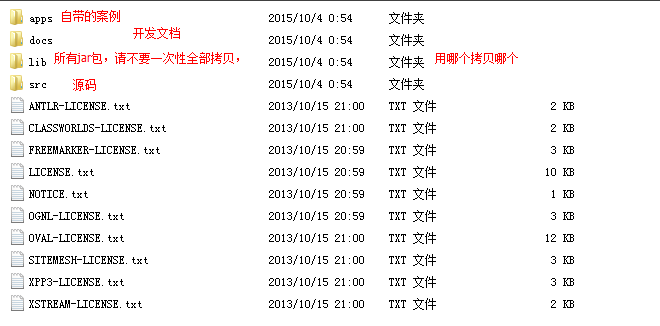 apps 自带的案例 2015/10/4 0:54 文件夹
docs 开发文档 2015/10/4 0:54 文件夹
lib 所有jar包，请不要一次性全部拷贝， 2015/10/4 0:54 文件夹 用哪个拷贝哪个
src 源码 2015/10/4 0:54 文件夹
ANTLR-LICENSE.txt 2013/10/15 21:00 TXT 文件 2 KB
CLASSWORLDS-LICENSE.txt 2013/10/15 21:00 TXT 文件 2 KB
FREEMARKER-LICENSE.txt 2013/10/15 20:59 TXT 文件 3 KB
LICENSE.txt 2013/10/15 20:59 TXT 文件 10 KB
NOTICE.txt 2013/10/15 20:59 TXT 文件 1 KB
OGNL-LICENSE.txt 2013/10/15 20:59 TXT 文件 3 KB
OVAL-LICENSE.txt 2013/10/15 21:00 TXT 文件 12 KB
SITEMESH-LICENSE.txt 2013/10/15 21:00 TXT 文件 3 KB
XPP3-LICENSE.txt 2013/10/15 21:00 TXT 文件 3 KB
XSTREAM-LICENSE.txt 2013/10/15 21:00 TXT 文件 2 KB